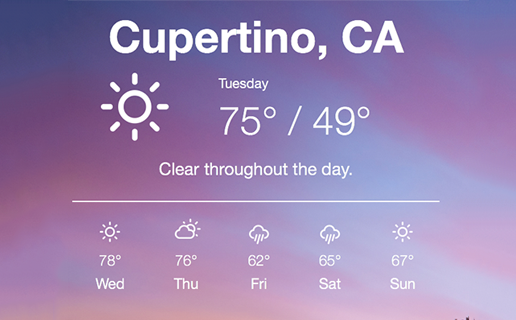 Cupertino, CA
Tuesday
75° / 49°
Clear throughout the day.
78° 76° 62° 65° 67°
Wed Thu Fri Sat Sun